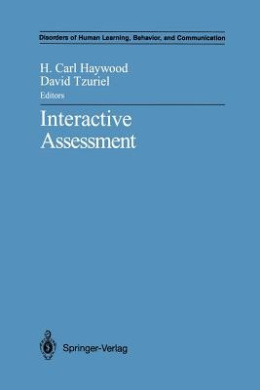 Disorders of Human Learning, Behavior, and Communication
H. Carl Haywood
David Tzuriel
Editors
Interactive
Assessment
Springer-Verlag